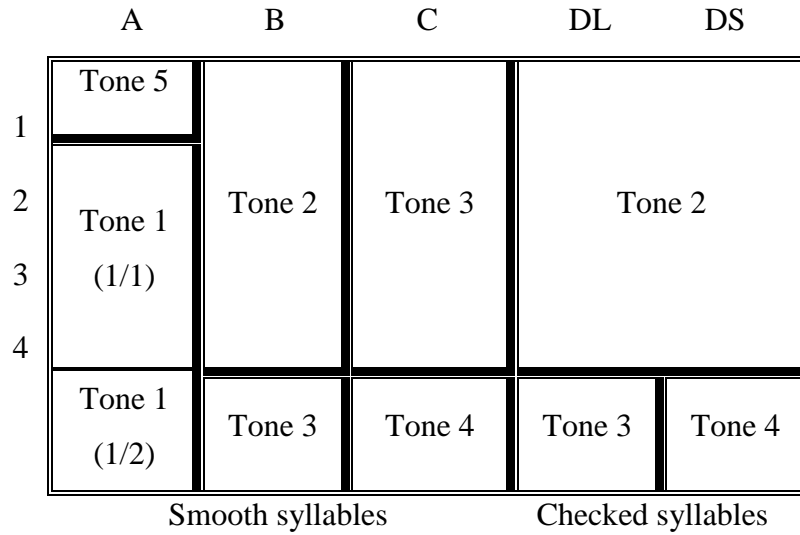 A B C DL DS
Tone 5
1
2 Tone 2 Tone 3 Tone 2
Tone 1
3 (1/1)
4
Tone 1
Tone 3 Tone 4 Tone 3 Tone 4
(1/2)
Smooth syllables Checked syllables